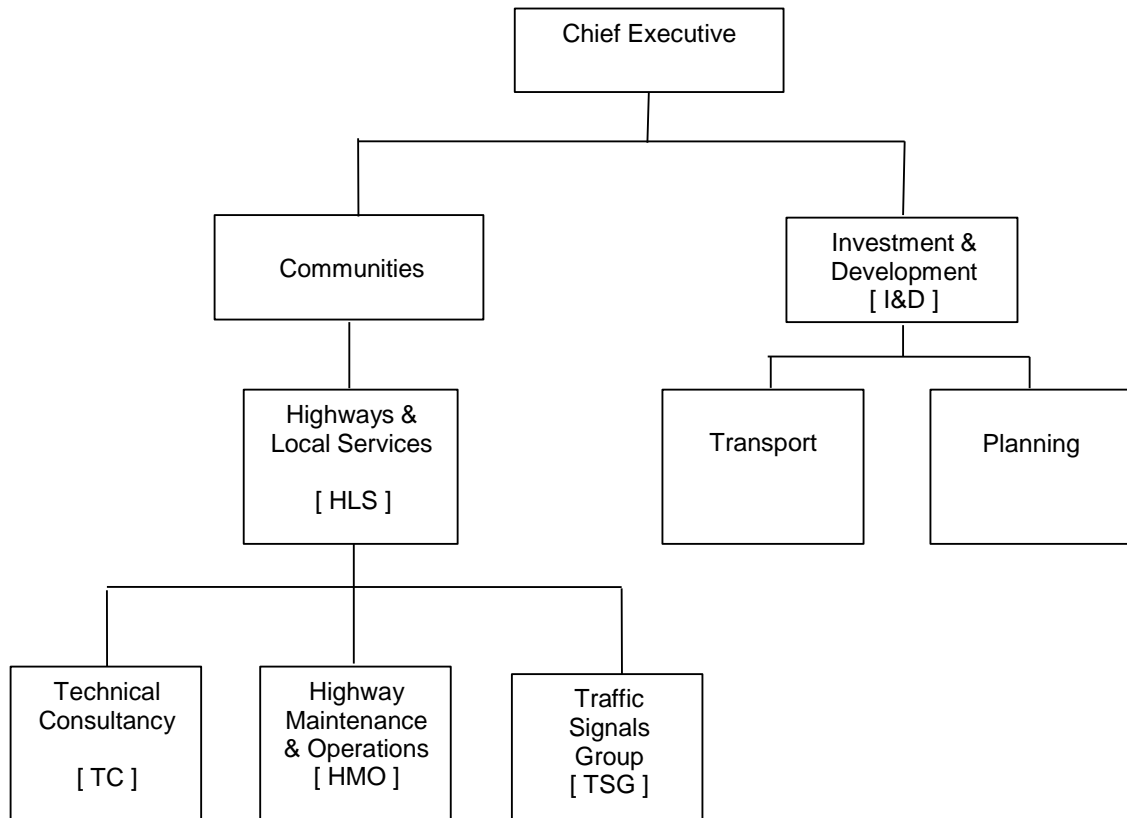 Chief Executive
Communities
Investment &
Development
[ I&D ]
Highways &
Local Services
[ HLS ]
Transport
Planning
Technical
Consultancy
[ TC ]
Highway
Maintenance
& Operations
[ HMO ]
Traffic
Signals
Group
[ TSG ]